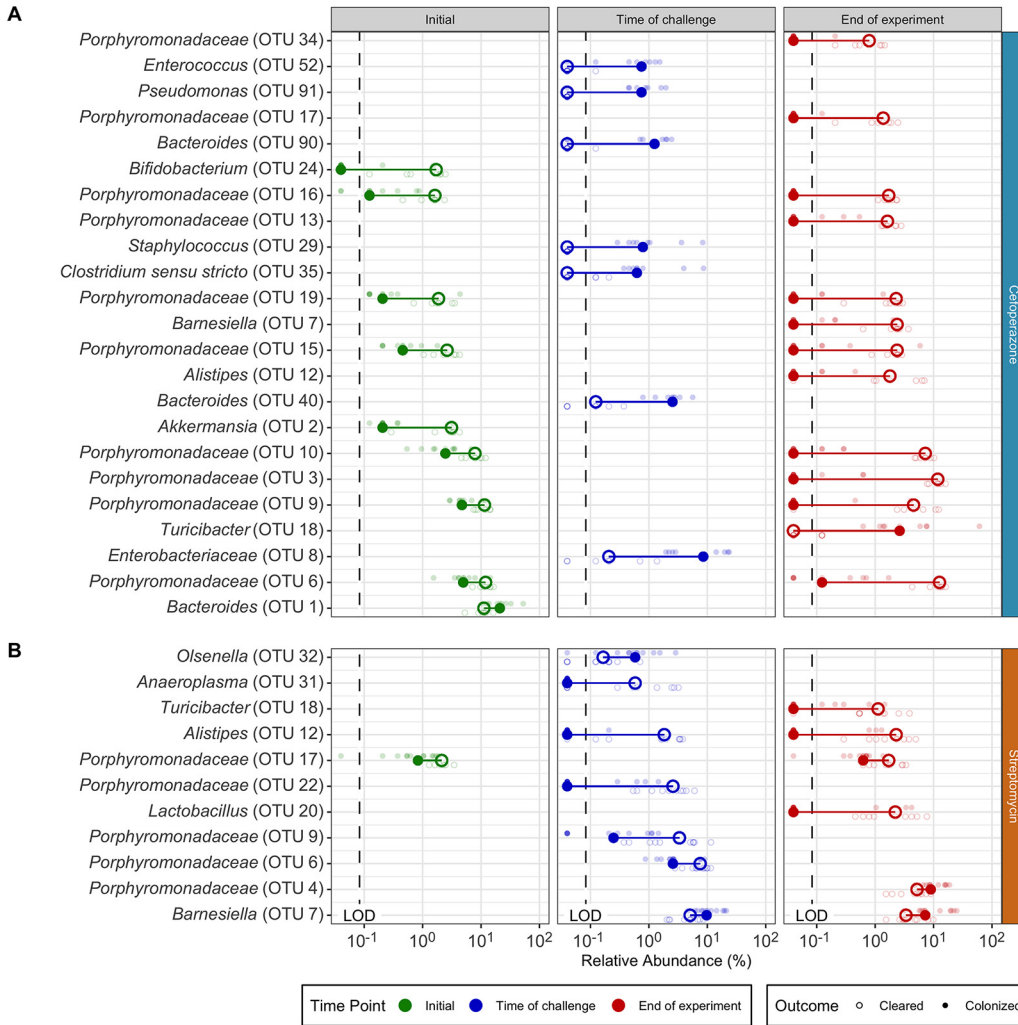 A
Initial
Time of challenge
End of experiment
Porphyromonadaceae (OTU 34)
Enterococcus (OTU 52)
Pseudomonas (OTU 91)
Porphyromonadaceae (OTU 17)
Bacteroides (OTU 90)
Bifidobacterium (OTU 24)
Porphyromonadaceae (OTU 16)
Porphyromonadaceae (OTU 13)
Staphylococcus (OTU 29)
Clostridium sensu stricto (OTU 35)
Porphyromonadaceae (OTU 19)
Barnesiella (OTU 7)
Porphyromonadaceae (OTU 15)
Alistipes (OTU 12)
Bacteroides (OTU 40)
Akkermansia (OTU 2)
Porphyromonadaceae (OTU 10)
Porphyromonadaceae (OTU 3)
Porphyromonadaceae (OTU 9)
Turicibacter (OTU 18)
Enterobacteriaceae (OTU 8)
Porphyromonadaceae (OTU 6)
Bacteroides (OTU 1)
Cefoperazone
B
Olsenella (OTU 32)
Anaeroplasma (OTU 31)
Turicibacter (OTU 18)
Alistipes (OTU 12)
Porphyromonadaceae (OTU 17)
Porphyromonadaceae (OTU 22)
Lactobacillus (OTU 20)
Porphyromonadaceae (OTU 9)
Porphyromonadaceae (OTU 6)
Porphyromonadaceae (OTU 4)
Barnesiella (OTU 7)
Streptomycin
LOD LOD LOD
10⁻¹ 10⁰ 10¹ 10² 10⁻¹ 10⁰ 10¹ 10² 10⁻¹ 10⁰ 10¹ 10²
Relative Abundance (%)
Time Point Initial Time of challenge End of experiment
Outcome Cleared Colonized